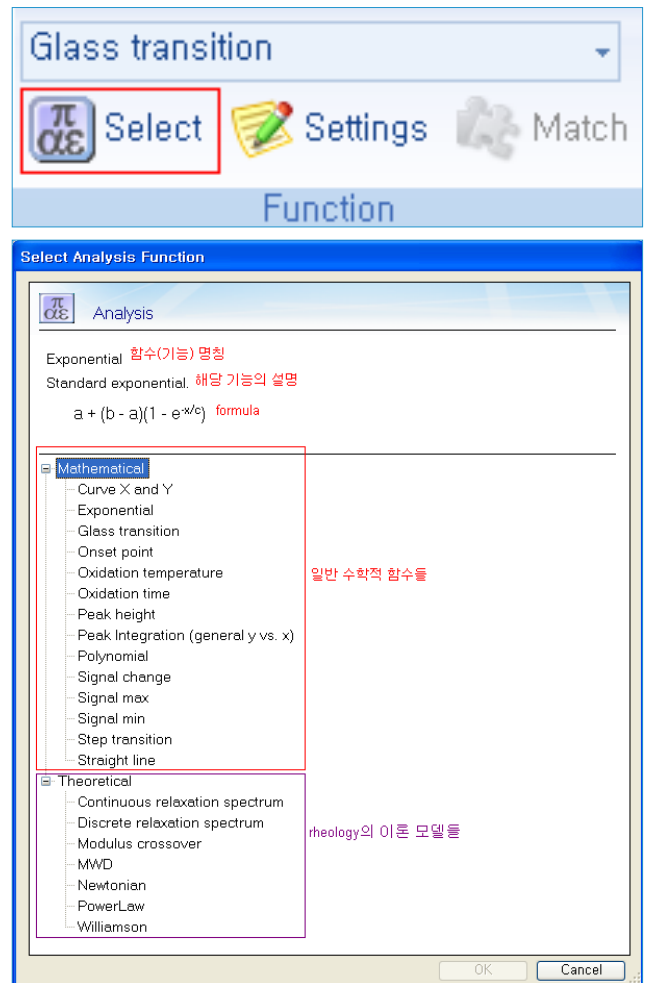 Glass transition
π
αε Select Settings Match
Function
Select Analysis Function
π
αε Analysis
Exponential 함수(기능) 명칭
Standard exponential. 해당 기능의 설명
a + (b - a)(1 - e-x/c) formula
Mathematical
Curve X and Y
Exponential
Glass transition
Onset point
Oxidation temperature 일반 수학적 함수들
Oxidation time
Peak height
Peak Integration (general y vs. x)
Polynomial
Signal change
Signal max
Signal min
Step transition
Straight line
Theoretical
Continuous relaxation spectrum
Discrete relaxation spectrum rheology의 이론 모델들
Modulus crossover
MWD
Newtonian
PowerLaw
Williamson
OK Cancel